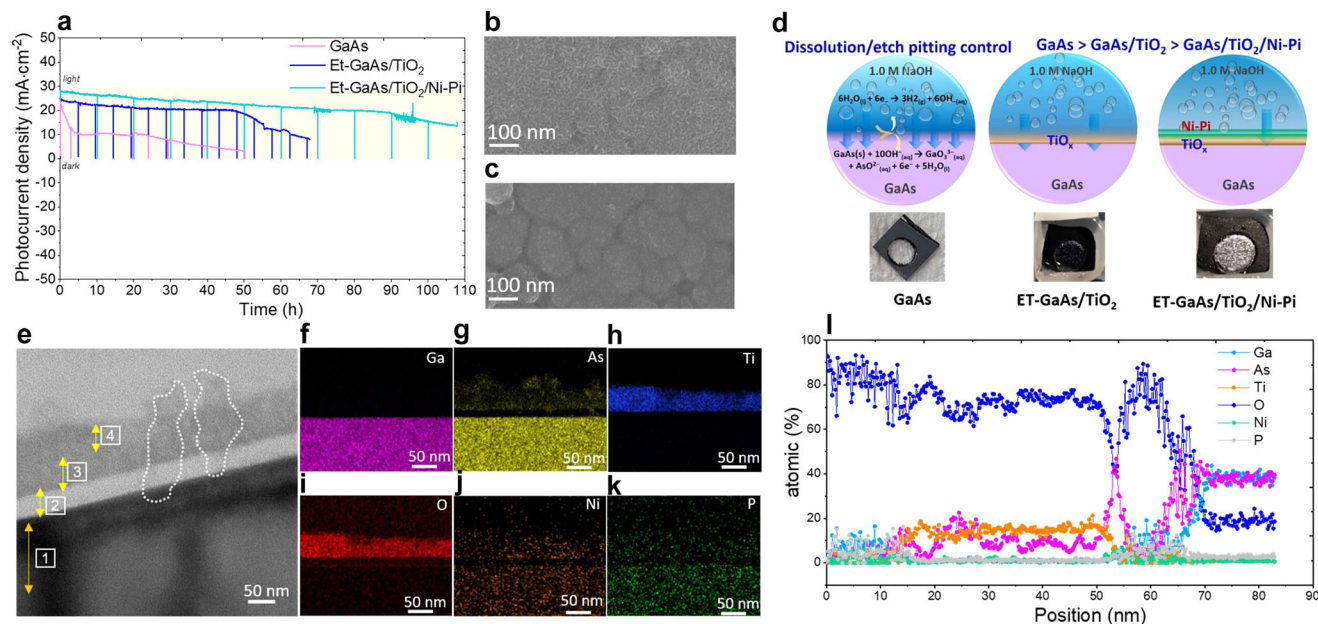 a
Photocurrent density (mA·cm⁻²)
50
40
30
20
10
0
-10
-20
-30
-40
-50
light
dark
GaAs
Et-GaAs/TiO₂
Et-GaAs/TiO₂/Ni-Pi
0 10 20 30 40 50 60 70 80 90 100 110
Time (h)
b
100 nm
c
100 nm
d
Dissolution/etch pitting control
GaAs > GaAs/TiO₂ > GaAs/TiO₂/Ni-Pi
1.0 M NaOH
6H₂O₍ₗ₎ + 6e₋ → 3H2₍g₎ + 6OH₋₍aq₎
GaAs(s) + 10OH⁻₍aq₎ → GaO₃³⁻₍aq₎
+ AsO²⁻₍aq₎ + 6e⁻ + 5H₂O₍ₗ₎
GaAs
1.0 M NaOH
TiOₓ
GaAs
1.0 M NaOH
Ni-Pi
TiOₓ
GaAs
GaAs
ET-GaAs/TiO₂
ET-GaAs/TiO₂/Ni-Pi
e
4
3
2
1
50 nm
f
Ga
50 nm
g
As
50 nm
h
Ti
50 nm
i
O
50 nm
j
Ni
50 nm
k
P
50 nm
l
atomic (%)
100
80
60
40
20
0
Ga
As
Ti
O
Ni
P
0 10 20 30 40 50 60 70 80 90
Position (nm)